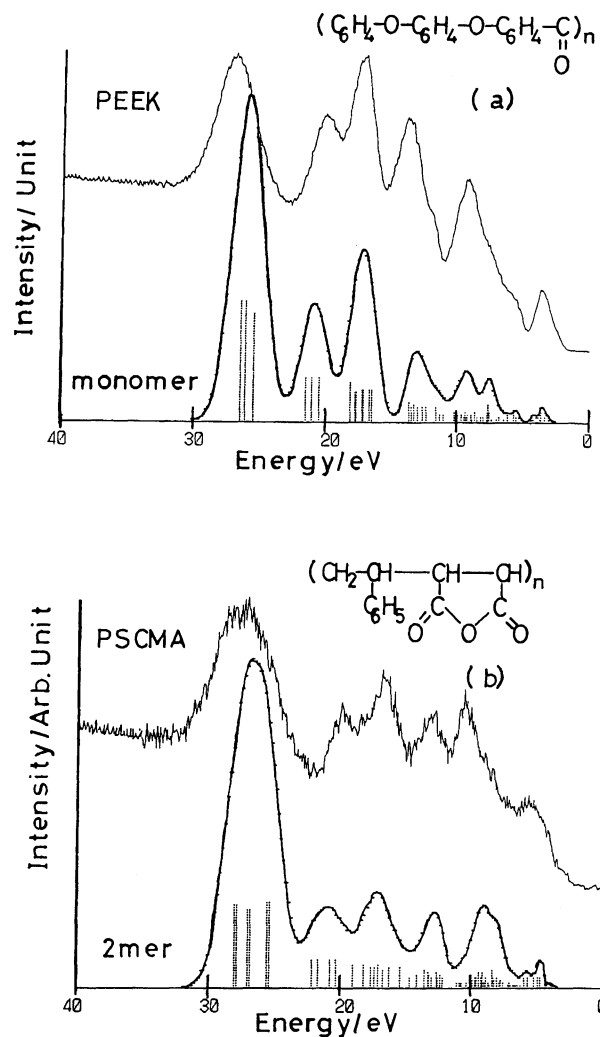 (C6H4-O-C6H4-O-C6H4-C)n
O
PEEK
(a)
Intensity/ Unit
monomer
40 30 20 10 0
Energy/eV
(CH2-CH—CH—CH)n
C6H5 C C
O O O
PSCMA
(b)
Intensity/Arb. Unit
2mer
40 30 20 10 0
Energy/eV